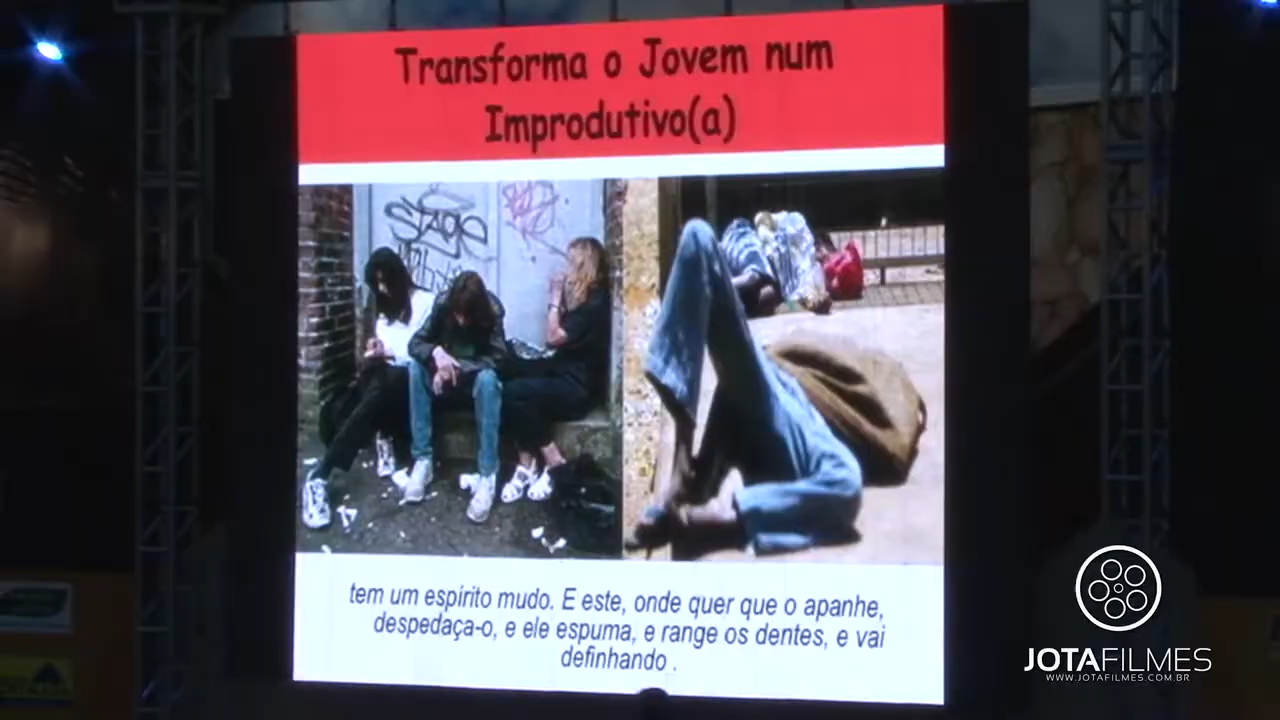 Transforma o Jovem num
Improdutivo(a)
stage
tem um espírito mudo. E este, onde quer que o apanhe,
despedaça-o, e ele espuma, e range os dentes, e vai
definhando .
JOTAFILMES
WWW.JOTAFILMES.COM.BR